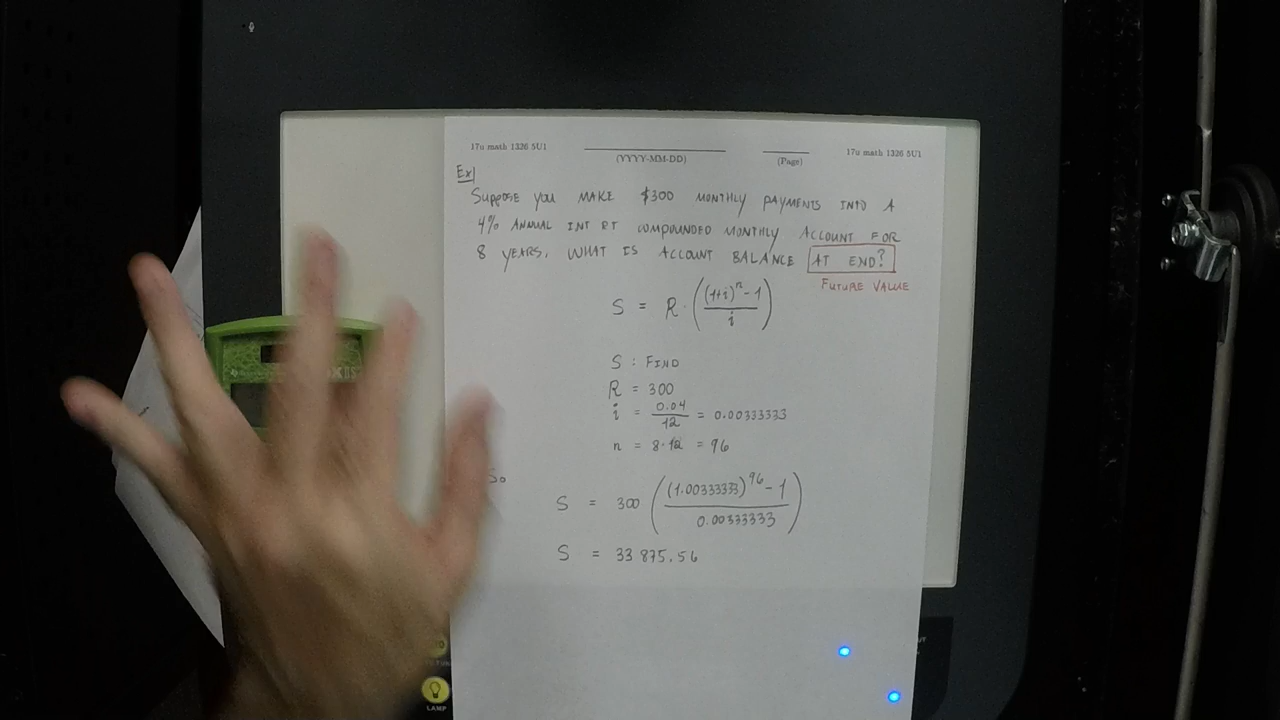 17u math 1326 5U1
(YYYY-MM-DD)
(Page)
17u math 1326 5U1
Ex|
SUPPOSE YOU MAKE $300 MONTHLY PAYMENTS INTO A
4% ANNUAL INT RT COMPOUNDED MONTHLY ACCOUNT FOR
8 YEARS, WHAT IS ACCOUNT BALANCE AT END?
FUTURE VALUE
S = R · ( (1+i)^n - 1 / i )
S : FIND
R = 300
i = 0.04 / 12 = 0.00333333
n = 8·12 = 96
So
S = 300 ( (1.00333333)^96 - 1 / 0.00333333 )
S = 33 875.56
LAMP